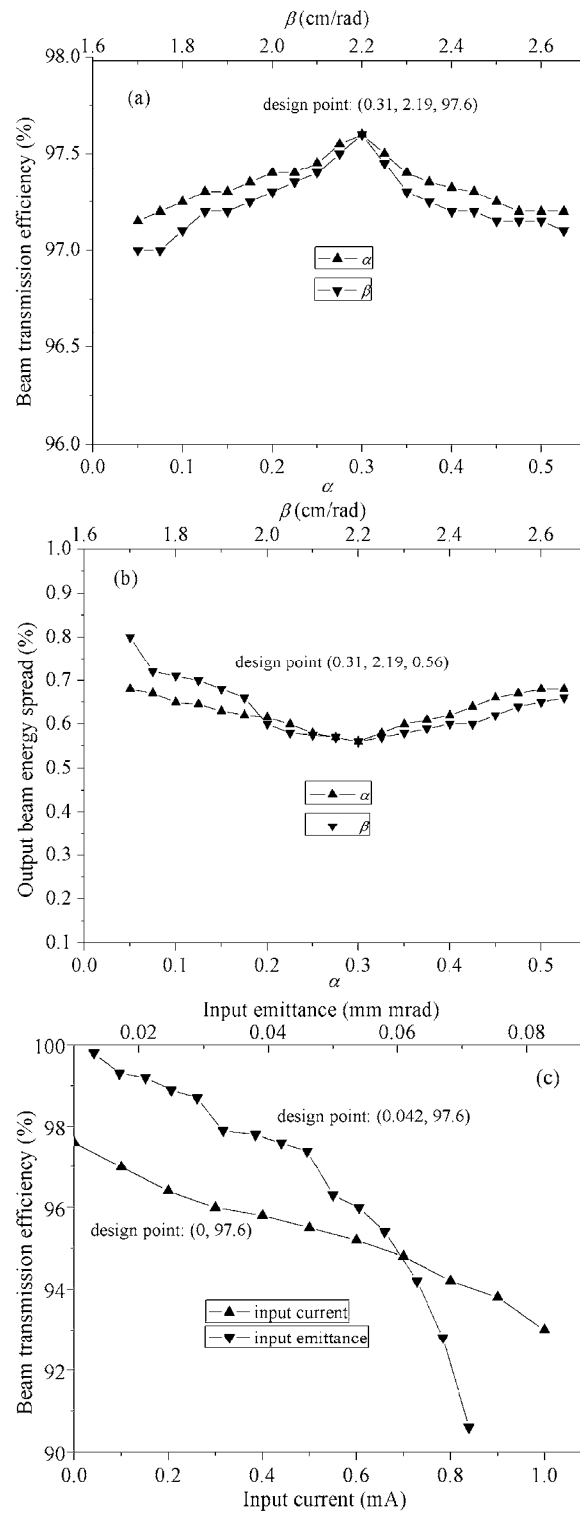 β(cm/rad)
1.6 1.8 2.0 2.2 2.4 2.6
98.0
(a)
design point: (0.31, 2.19, 97.6)
97.5
97.0
96.5
96.0
Beam transmission efficiency (%)
α
β
0.0 0.1 0.2 0.3 0.4 0.5
α
β(cm/rad)
1.6 1.8 2.0 2.2 2.4 2.6
1.0
(b)
0.9
0.8
design point (0.31, 2.19, 0.56)
0.7
0.6
0.5
0.4
0.3
0.2
0.1
Output beam energy spread (%)
α
β
0.0 0.1 0.2 0.3 0.4 0.5
α
Input emittance (mm mrad)
0.02 0.04 0.06 0.08
100
(c)
98
design point: (0.042, 97.6)
96
design point: (0, 97.6)
94
92
90
Beam transmission efficiency (%)
input current
input emittance
0.0 0.2 0.4 0.6 0.8 1.0
Input current (mA)